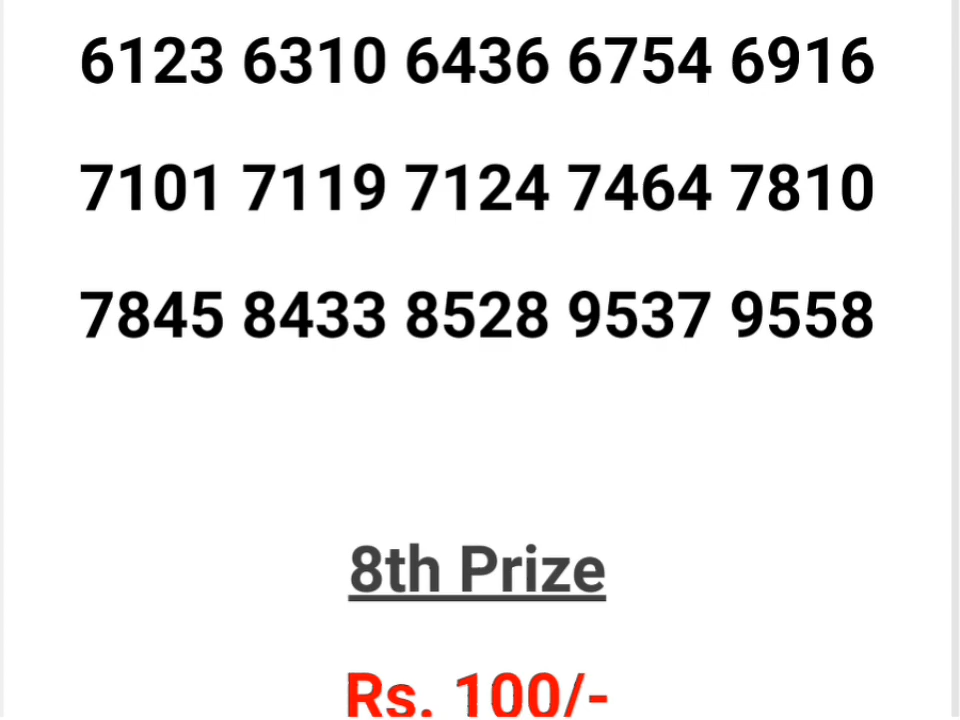 6123 6310 6436 6754 6916
7101 7119 7124 7464 7810
7845 8433 8528 9537 9558
8th Prize
Rs. 100/-